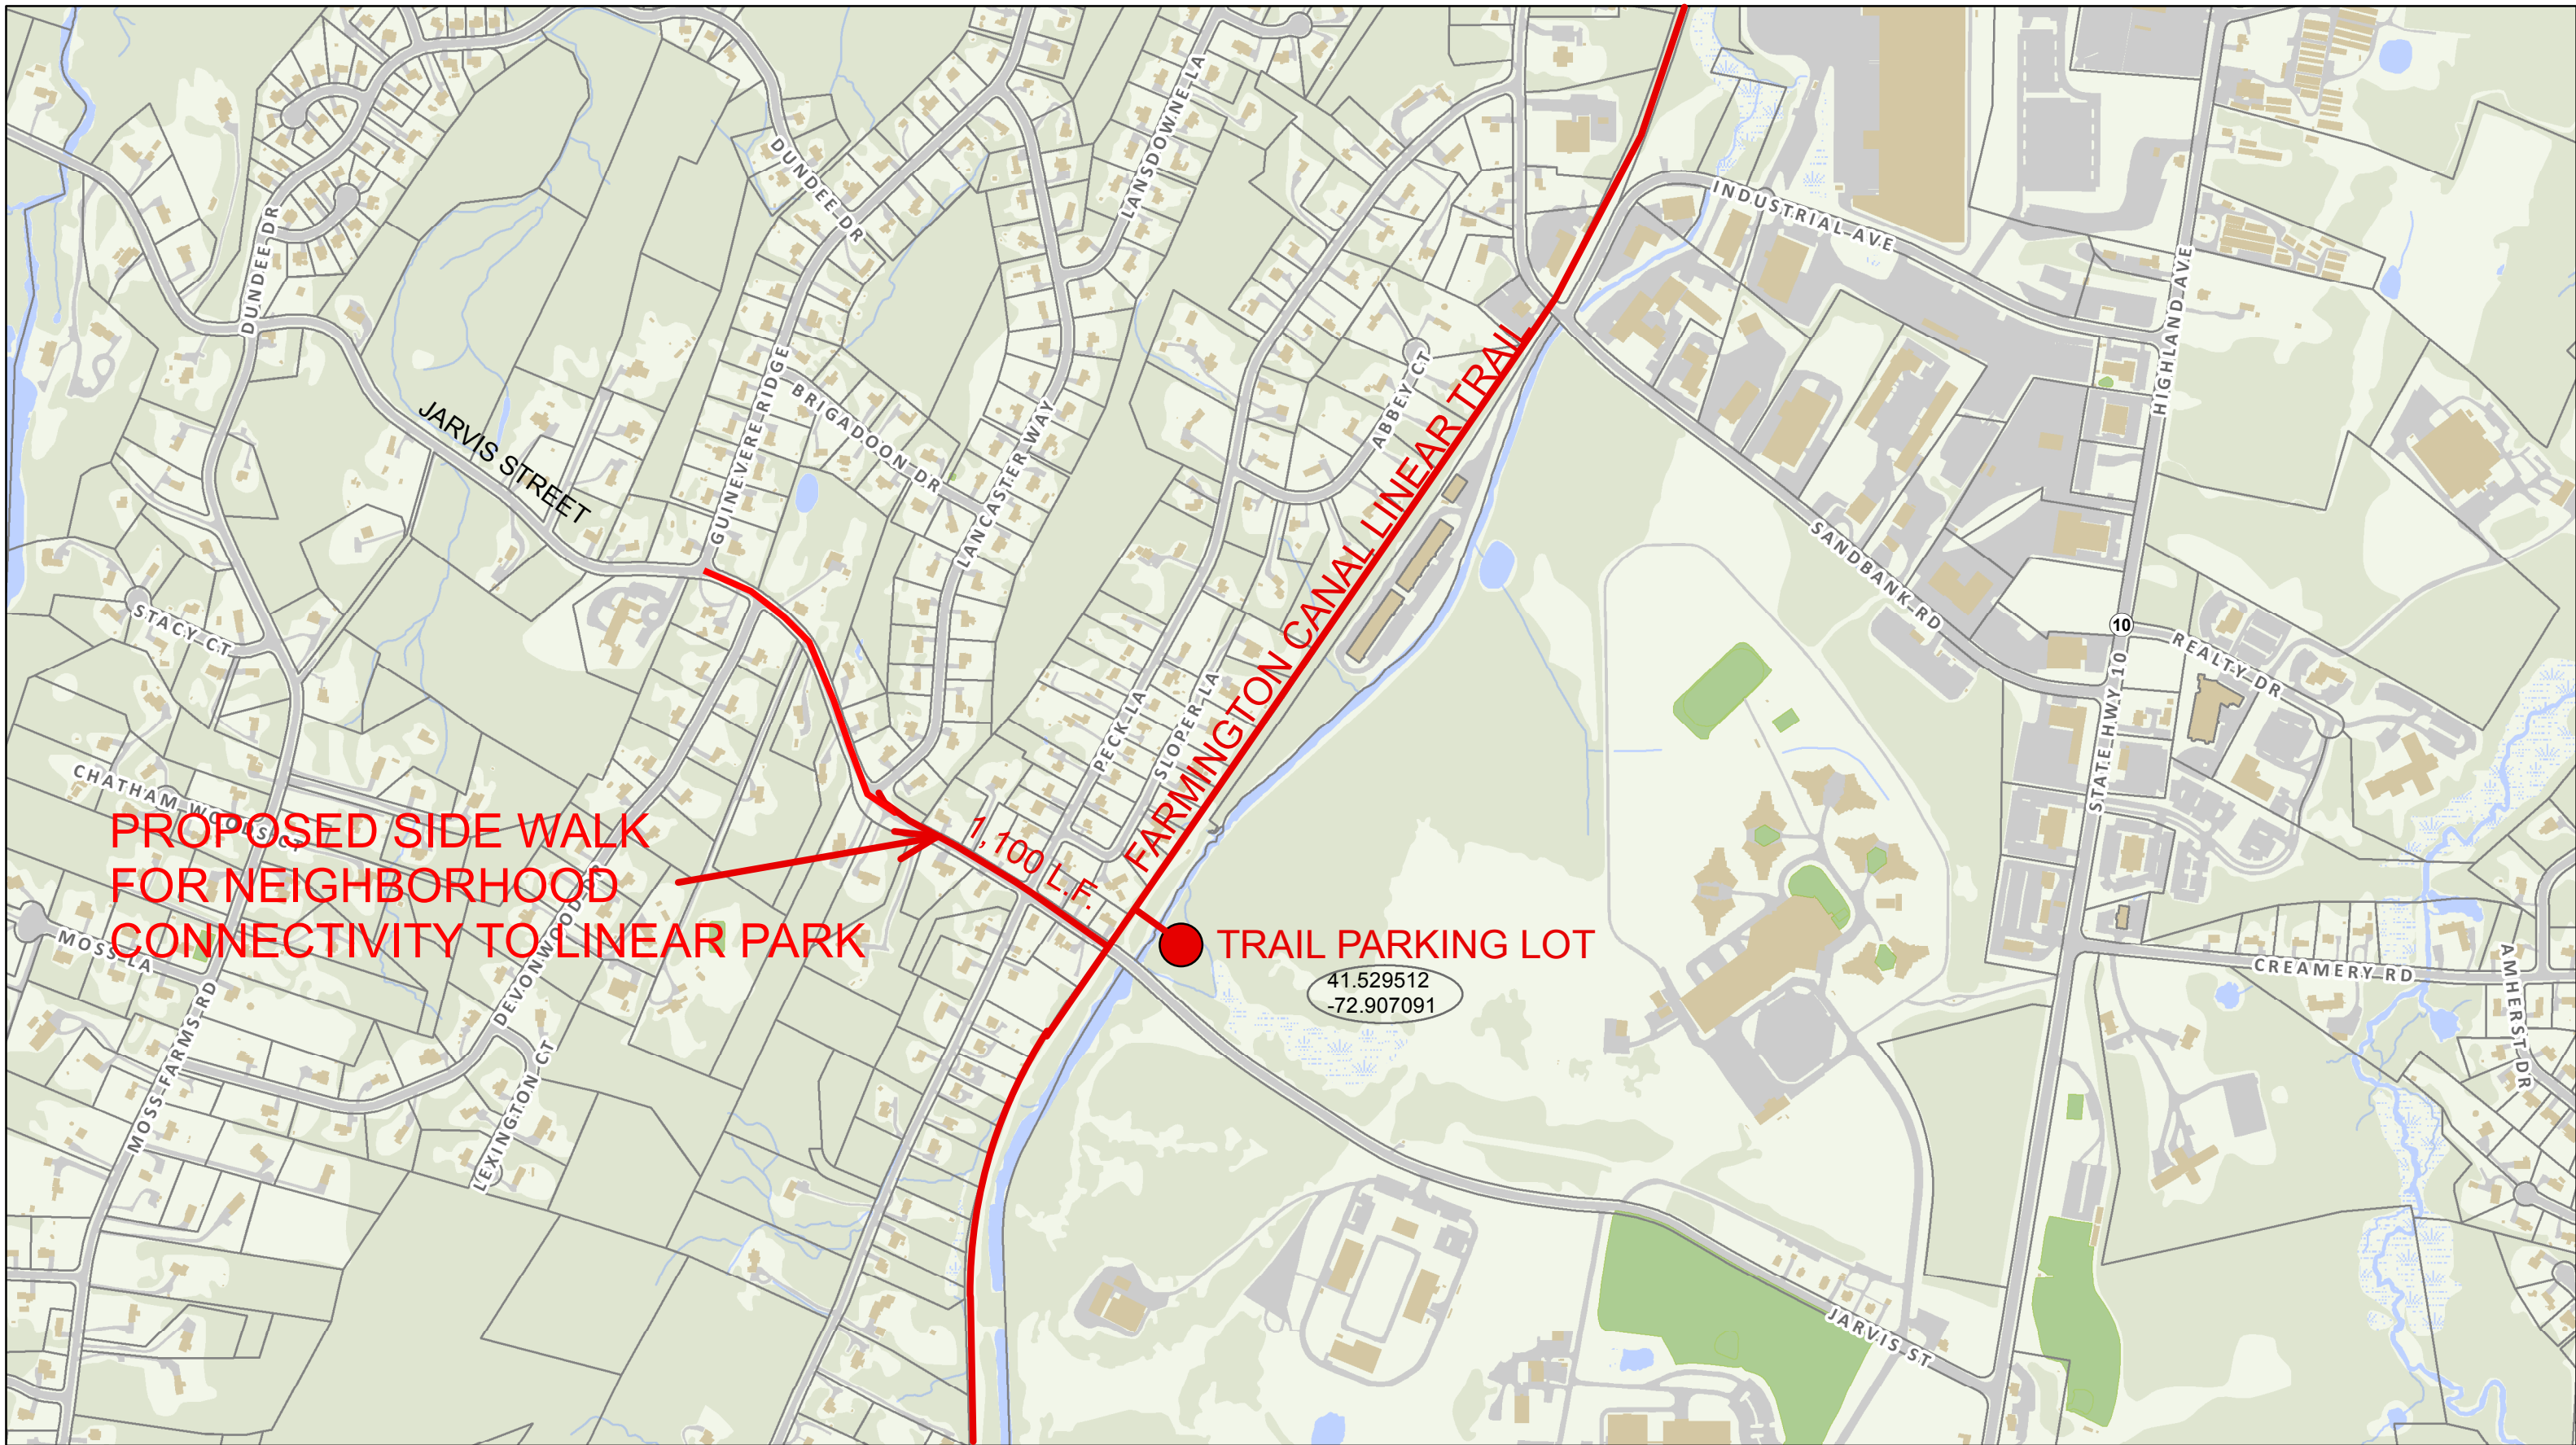 LANSDOWNE LA
DUNDEE DR
INDUSTRIAL AVE
DUNDEE DR
HIGHLAND AVE
JARVIS STREET
GUINEVERE RIDGE
BRIGADOON DR
LANCASTER WAY
ABBEY CT
FARMINGTON CANAL LINEAR TRAIL
SANDBANK RD
STACY CT
10
REALTY DR
STATE HWY 10
PECK LA
SLOPER LA
CHATHAM WOODS CT
PROPOSED SIDE WALK
FOR NEIGHBORHOOD
CONNECTIVITY TO LINEAR PARK
1,100 L.F.
TRAIL PARKING LOT
41.529512
-72.907091
MOSS LA
DEVONWOOD DR
CREAMERY RD
AMHERST DR
MOSS FARMS RD
LEXINGTON CT
JARVIS ST